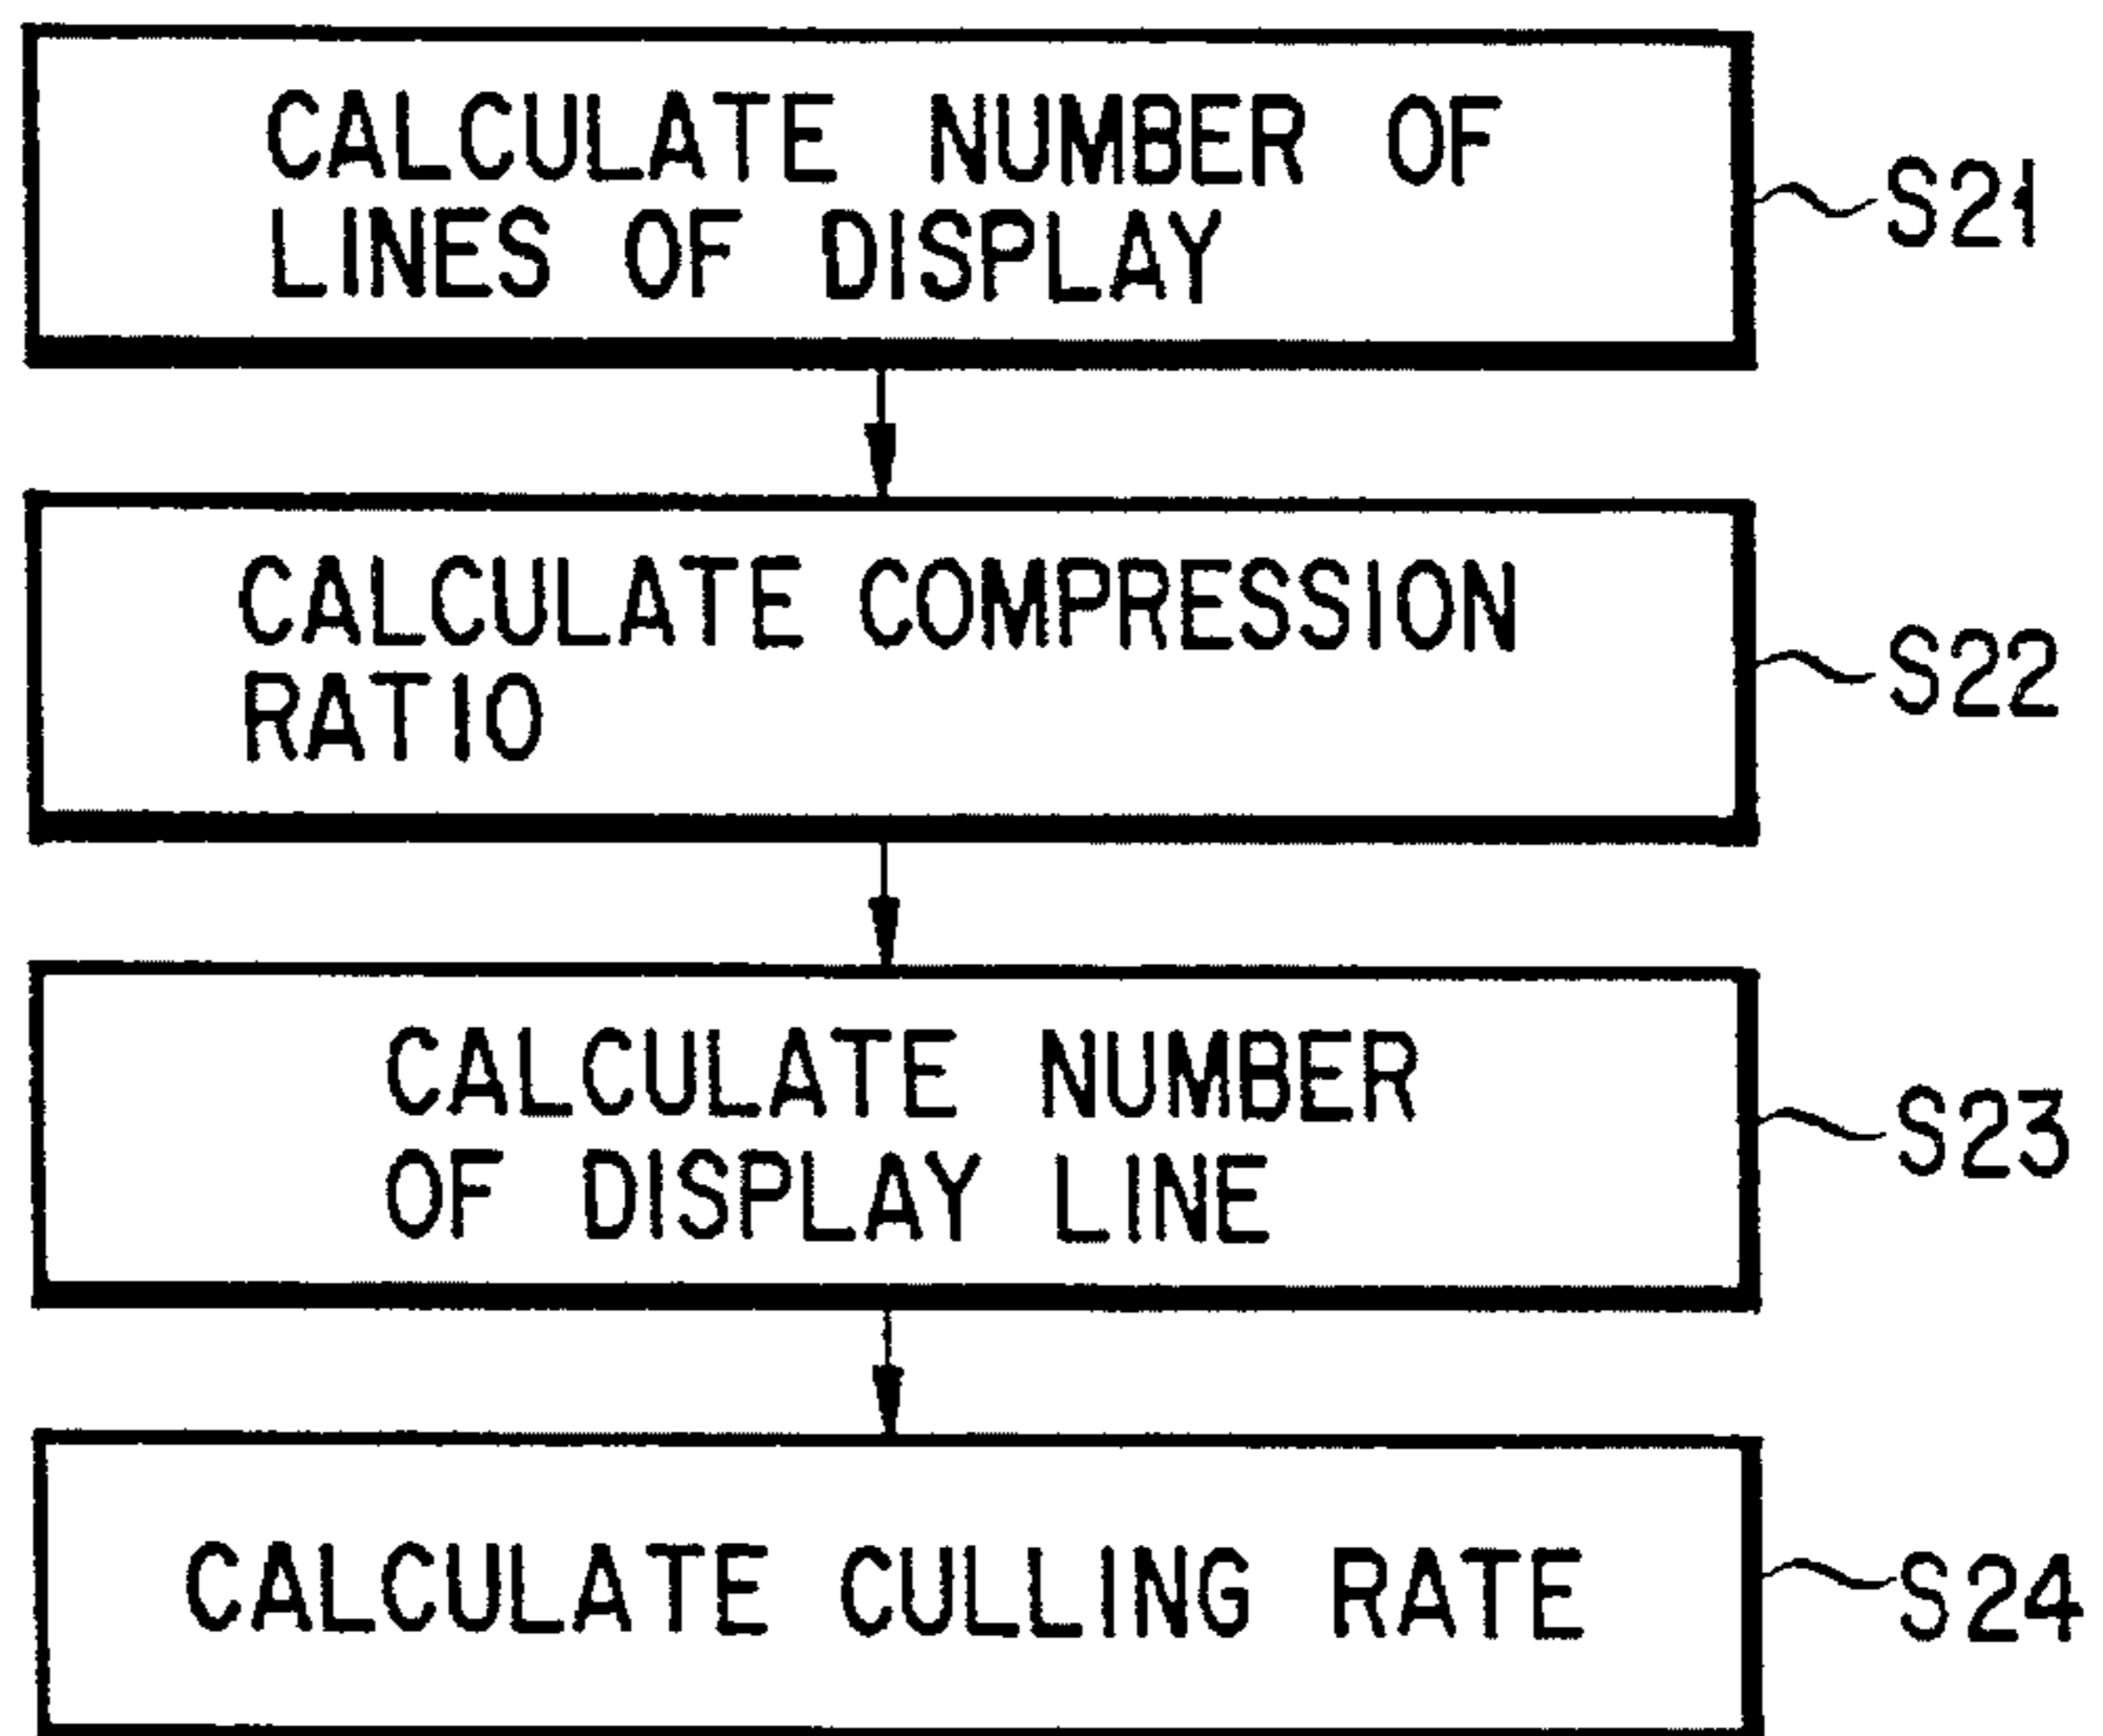 CALCULATE NUMBER OF
LINES OF DISPLAY
S21
CALCULATE COMPRESSION
RATIO
S22
CALCULATE NUMBER
OF DISPLAY LINE
S23
CALCULATE CULLING RATE
S24